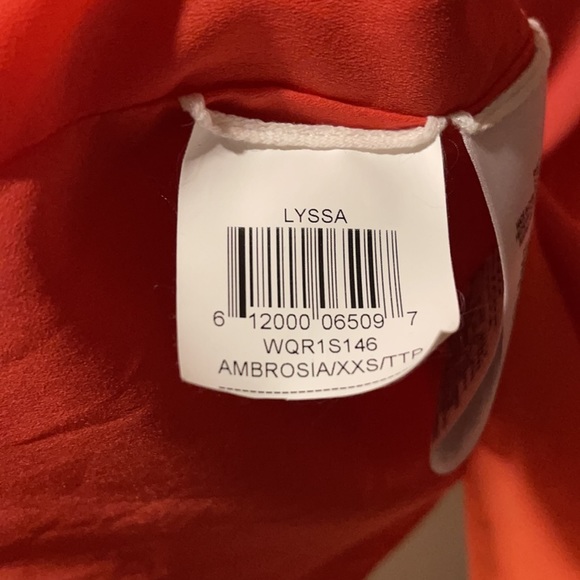 LYSSA
6 12000 06509 7
WQR1S146
AMBROSIA/XXS/TTP